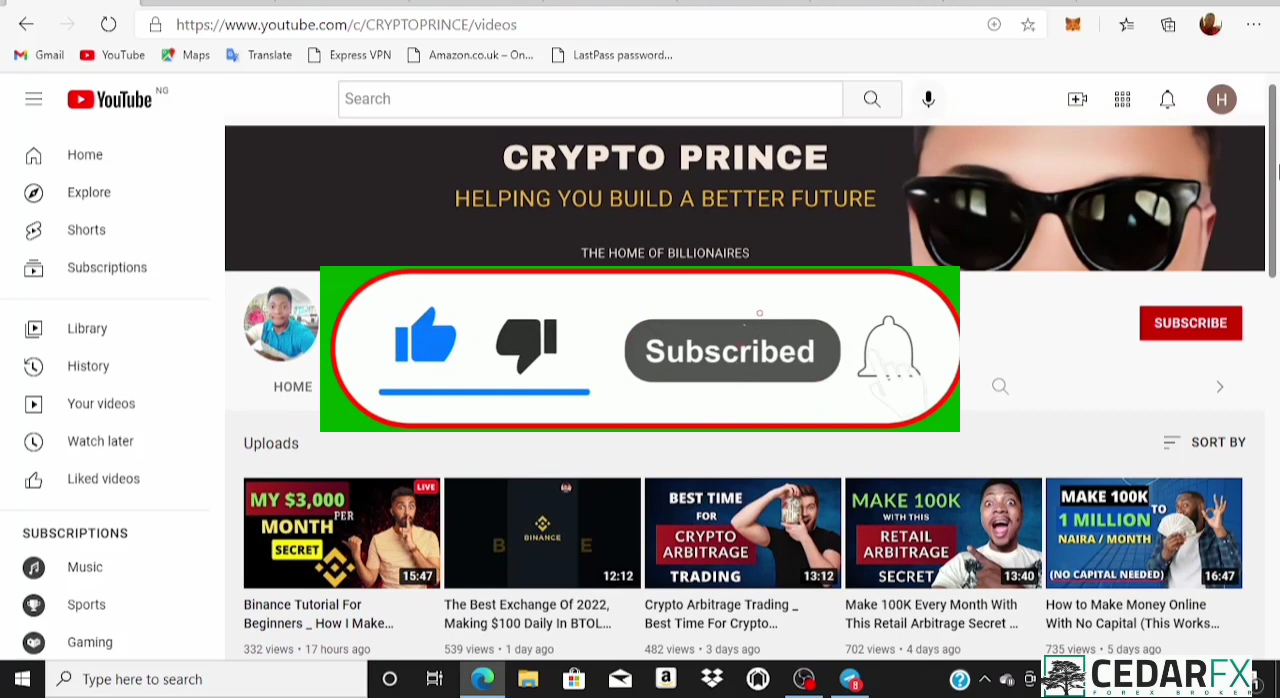 https://www.youtube.com/c/CRYPTOPRINCE/videos
Gmail
YouTube
Maps
Translate
Express VPN
Amazon.co.uk – On...
LastPass password...
YouTube NG
Search
H
Home
Explore
Shorts
Subscriptions
Library
History
Your videos
Watch later
Liked videos
SUBSCRIPTIONS
Music
Sports
Gaming
CRYPTO PRINCE
HELPING YOU BUILD A BETTER FUTURE
THE HOME OF BILLIONAIRES
SUBSCRIBE
Subscribed
HOME
Uploads
SORT BY
MY $3,000
PER
MONTH
SECRET
LIVE
15:47
Binance Tutorial For
Beginners _ How I Make...
332 views • 17 hours ago
B E
BINANCE
12:12
The Best Exchange Of 2022,
Making $100 Daily In BTOL...
539 views • 1 day ago
BEST TIME
FOR
CRYPTO
ARBITRAGE
TRADING
13:12
Crypto Arbitrage Trading _
Best Time For Crypto...
482 views • 3 days ago
MAKE 100K
WITH THIS
RETAIL
ARBITRAGE
SECRET
13:40
Make 100K Every Month With
This Retail Arbitrage Secret ...
702 views • 4 days ago
MAKE 100K
TO
1 MILLION
NAIRA / MONTH
(NO CAPITAL NEEDED)
16:47
How to Make Money Online
With No Capital (This Works...
735 views • 5 days ago
Type here to search
8
CEDARFX
FOREX BROKER